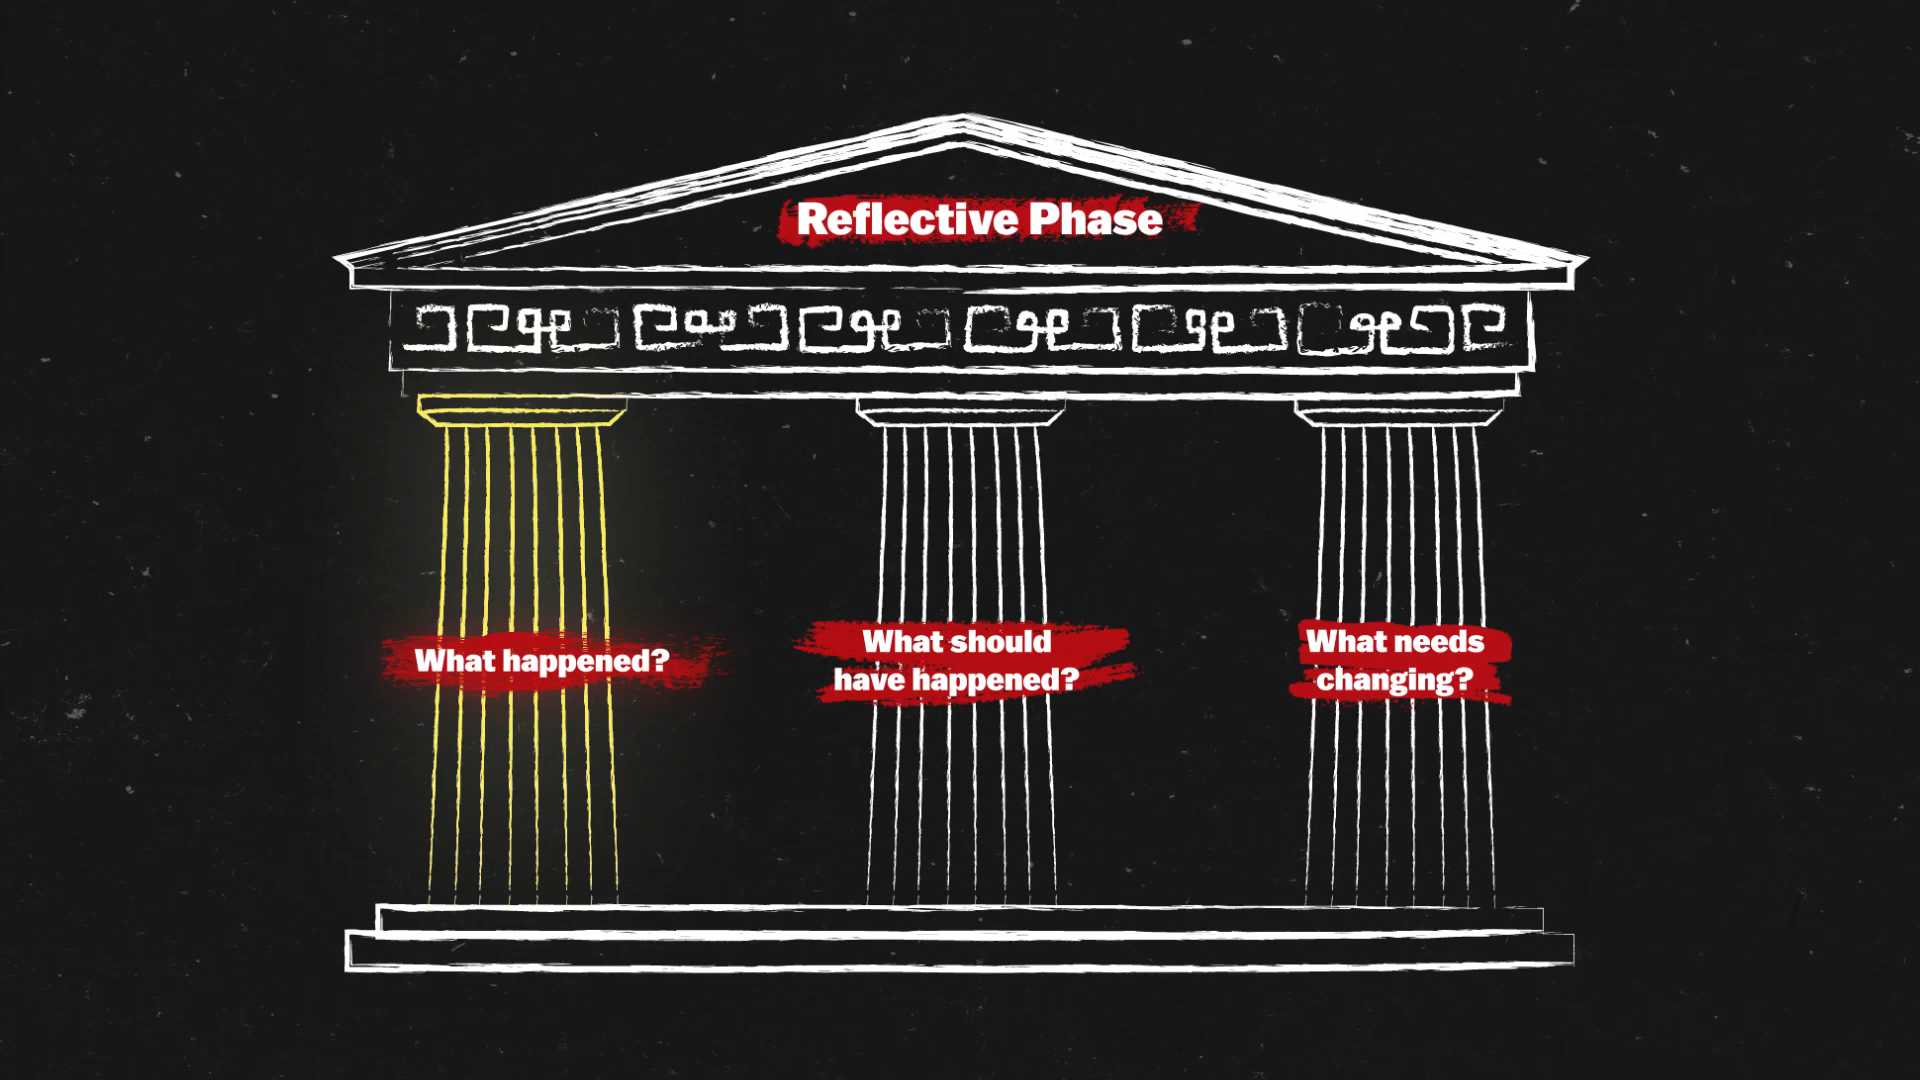 Reflective Phase
What happened?
What should
have happened?
What needs
changing?